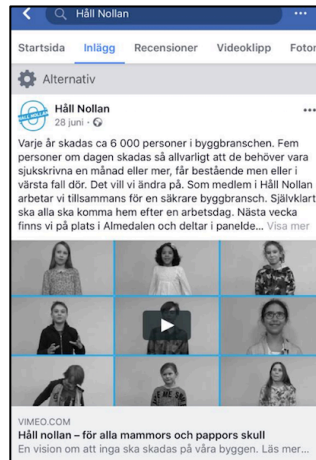 Håll Nollan
Startsida Inlägg Recensioner Videoklipp Foton
Alternativ
HÅLL NOLLAN
Håll Nollan
28 juni
Varje år skadas ca 6 000 personer i byggbranschen. Fem
personer om dagen skadas så allvarligt att de behöver vara
sjukskrivna en månad eller mer, får bestående men eller i
värsta fall dör. Det vill vi ändra på. Som medlem i Håll Nollan
arbetar vi tillsammans för en säkrare byggbransch. Självklart
ska alla ska komma hem efter en arbetsdag. Nästa vecka
finns vi på plats i Almedalen och deltar i panelde... Visa mer
VIMEO.COM
Håll nollan – för alla mammors och pappors skull
En vision om att inga ska skadas på våra byggen. Läs mer...